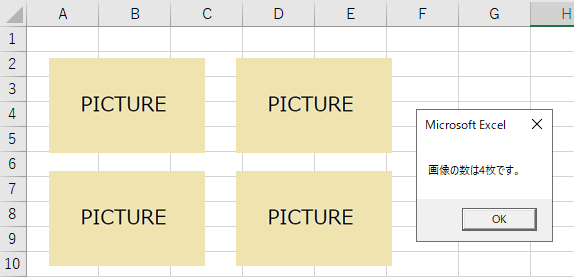 A B C D E F G H
1
2
3
4
5
6
7
8
9
10
PICTURE PICTURE
PICTURE PICTURE
Microsoft Excel
画像の数は4枚です。
OK